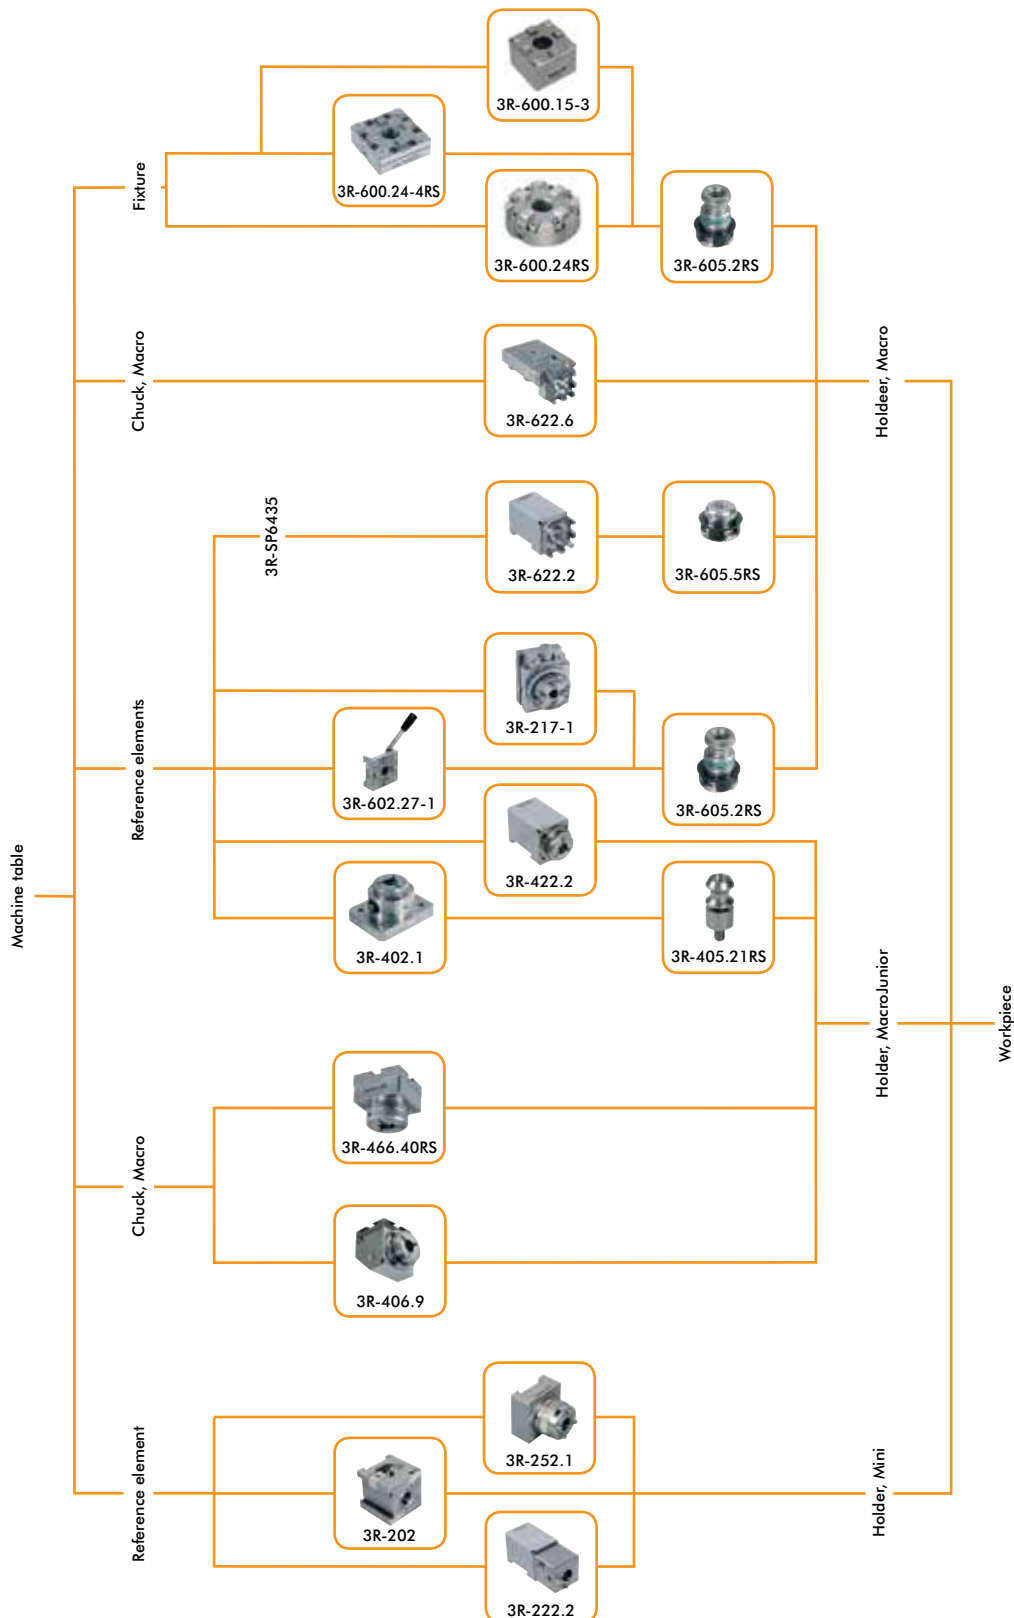 3R-600.15-3
3R-600.24-4RS
Fixture
3R-600.24RS
3R-605.2RS
Chuck, Macro
3R-622.6
Holdeer, Macro
3R-SP6435
3R-622.2
3R-605.5RS
3R-217-1
Reference elements
3R-602.27-1
3R-605.2RS
3R-422.2
Machine table
3R-402.1
3R-405.21RS
Holder, MacroJunior
Workpiece
3R-466.40RS
Chuck, Macro
3R-406.9
3R-252.1
Reference element
3R-202
Holder, Mini
3R-222.2